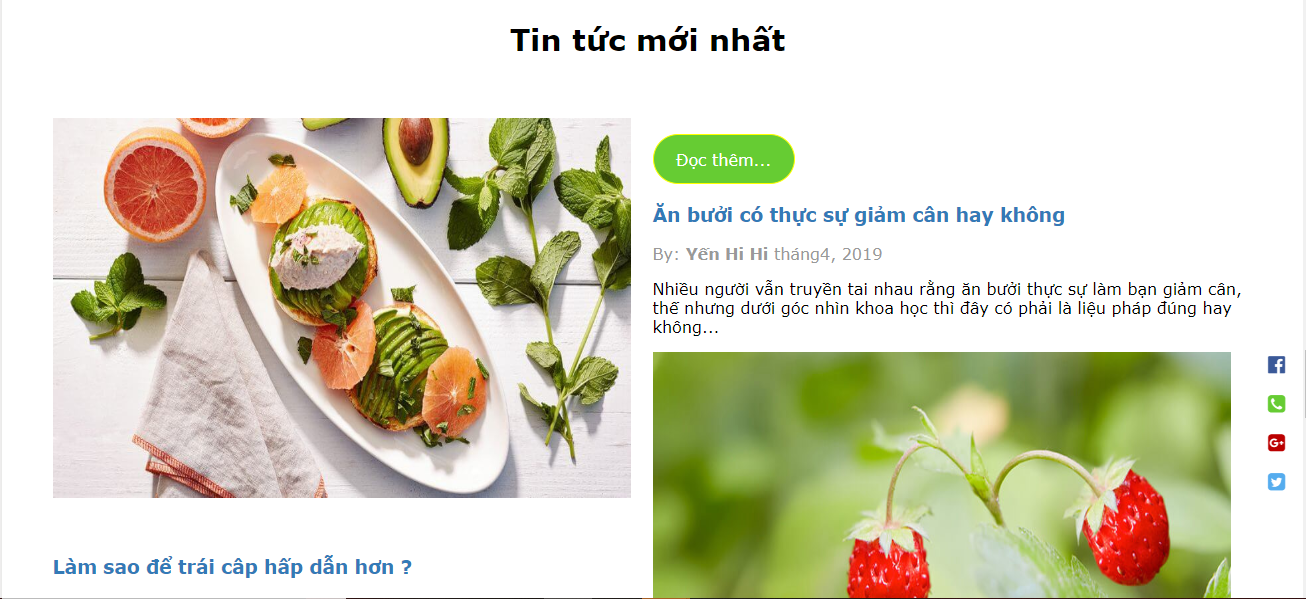 Tin tức mới nhất
Đọc thêm...
Ăn bưởi có thực sự giảm cân hay không
By: Yến Hi Hi tháng4, 2019
Nhiều người vẫn truyền tai nhau rằng ăn bưởi thực sự làm bạn giảm cân,
thế nhưng dưới góc nhìn khoa học thì đây có phải là liệu pháp đúng hay
không...
Làm sao để trái câp hấp dẫn hơn ?